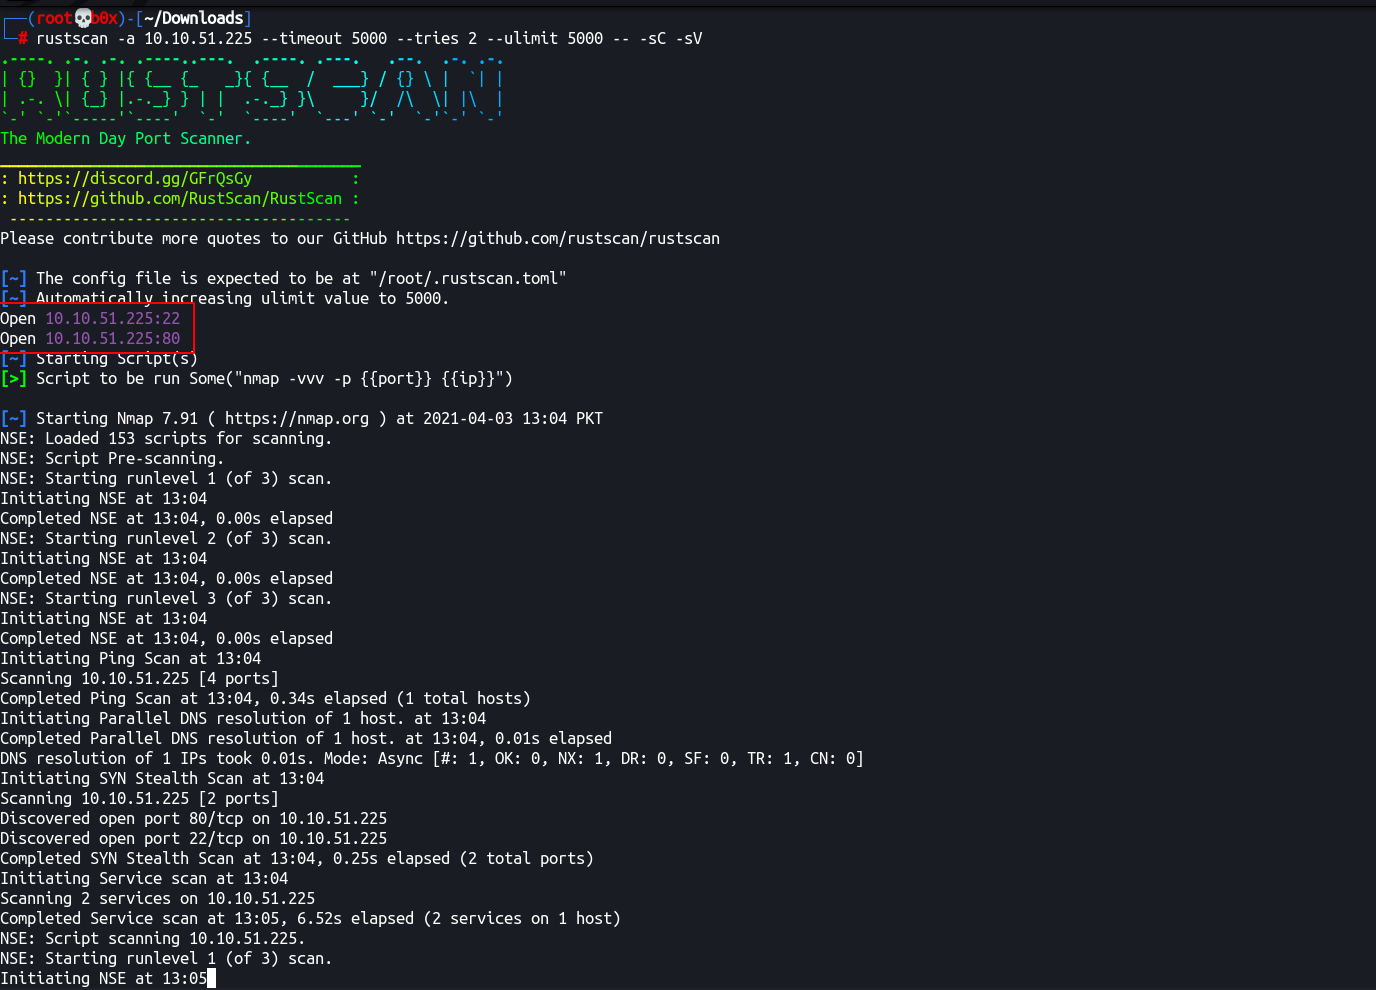 ┌──(root💀b0x)-[~/Downloads]
└─# rustscan -a 10.10.51.225 --timeout 5000 --tries 2 --ulimit 5000 -- -sC -sV
.----. .-. .-. .----..---.  .----. .---.   .--.  .-. .-.
| {}  }| { } |{ {__ {_   _}{ {__  /  ___} / {} \ |  `| |
| .-. \| {_} |.-._} } | |  .-._} }\     }/  /\  \| |\  |
`-' `-'`-----'`----'  `-'  `----'  `---' `-'  `-'`-' `-'
The Modern Day Port Scanner.
________________________________________
: https://discord.gg/GFrQsGy           :
: https://github.com/RustScan/RustScan :
 --------------------------------------
Please contribute more quotes to our GitHub https://github.com/rustscan/rustscan
[~] The config file is expected to be at "/root/.rustscan.toml"
[~] Automatically increasing ulimit value to 5000.
Open 10.10.51.225:22
Open 10.10.51.225:80
[~] Starting Script(s)
[>] Script to be run Some("nmap -vvv -p {{port}} {{ip}}")
[~] Starting Nmap 7.91 ( https://nmap.org ) at 2021-04-03 13:04 PKT
NSE: Loaded 153 scripts for scanning.
NSE: Script Pre-scanning.
NSE: Starting runlevel 1 (of 3) scan.
Initiating NSE at 13:04
Completed NSE at 13:04, 0.00s elapsed
NSE: Starting runlevel 2 (of 3) scan.
Initiating NSE at 13:04
Completed NSE at 13:04, 0.00s elapsed
NSE: Starting runlevel 3 (of 3) scan.
Initiating NSE at 13:04
Completed NSE at 13:04, 0.00s elapsed
Initiating Ping Scan at 13:04
Scanning 10.10.51.225 [4 ports]
Completed Ping Scan at 13:04, 0.34s elapsed (1 total hosts)
Initiating Parallel DNS resolution of 1 host. at 13:04
Completed Parallel DNS resolution of 1 host. at 13:04, 0.01s elapsed
DNS resolution of 1 IPs took 0.01s. Mode: Async [#: 1, OK: 0, NX: 1, DR: 0, SF: 0, TR: 1, CN: 0]
Initiating SYN Stealth Scan at 13:04
Scanning 10.10.51.225 [2 ports]
Discovered open port 80/tcp on 10.10.51.225
Discovered open port 22/tcp on 10.10.51.225
Completed SYN Stealth Scan at 13:04, 0.25s elapsed (2 total ports)
Initiating Service scan at 13:04
Scanning 2 services on 10.10.51.225
Completed Service scan at 13:05, 6.52s elapsed (2 services on 1 host)
NSE: Script scanning 10.10.51.225.
NSE: Starting runlevel 1 (of 3) scan.
Initiating NSE at 13:05